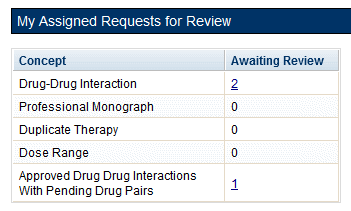 My Assigned Requests for Review
Concept Awaiting Review
Drug-Drug Interaction 2
Professional Monograph 0
Duplicate Therapy 0
Dose Range 0
Approved Drug Drug Interactions
With Pending Drug Pairs 1